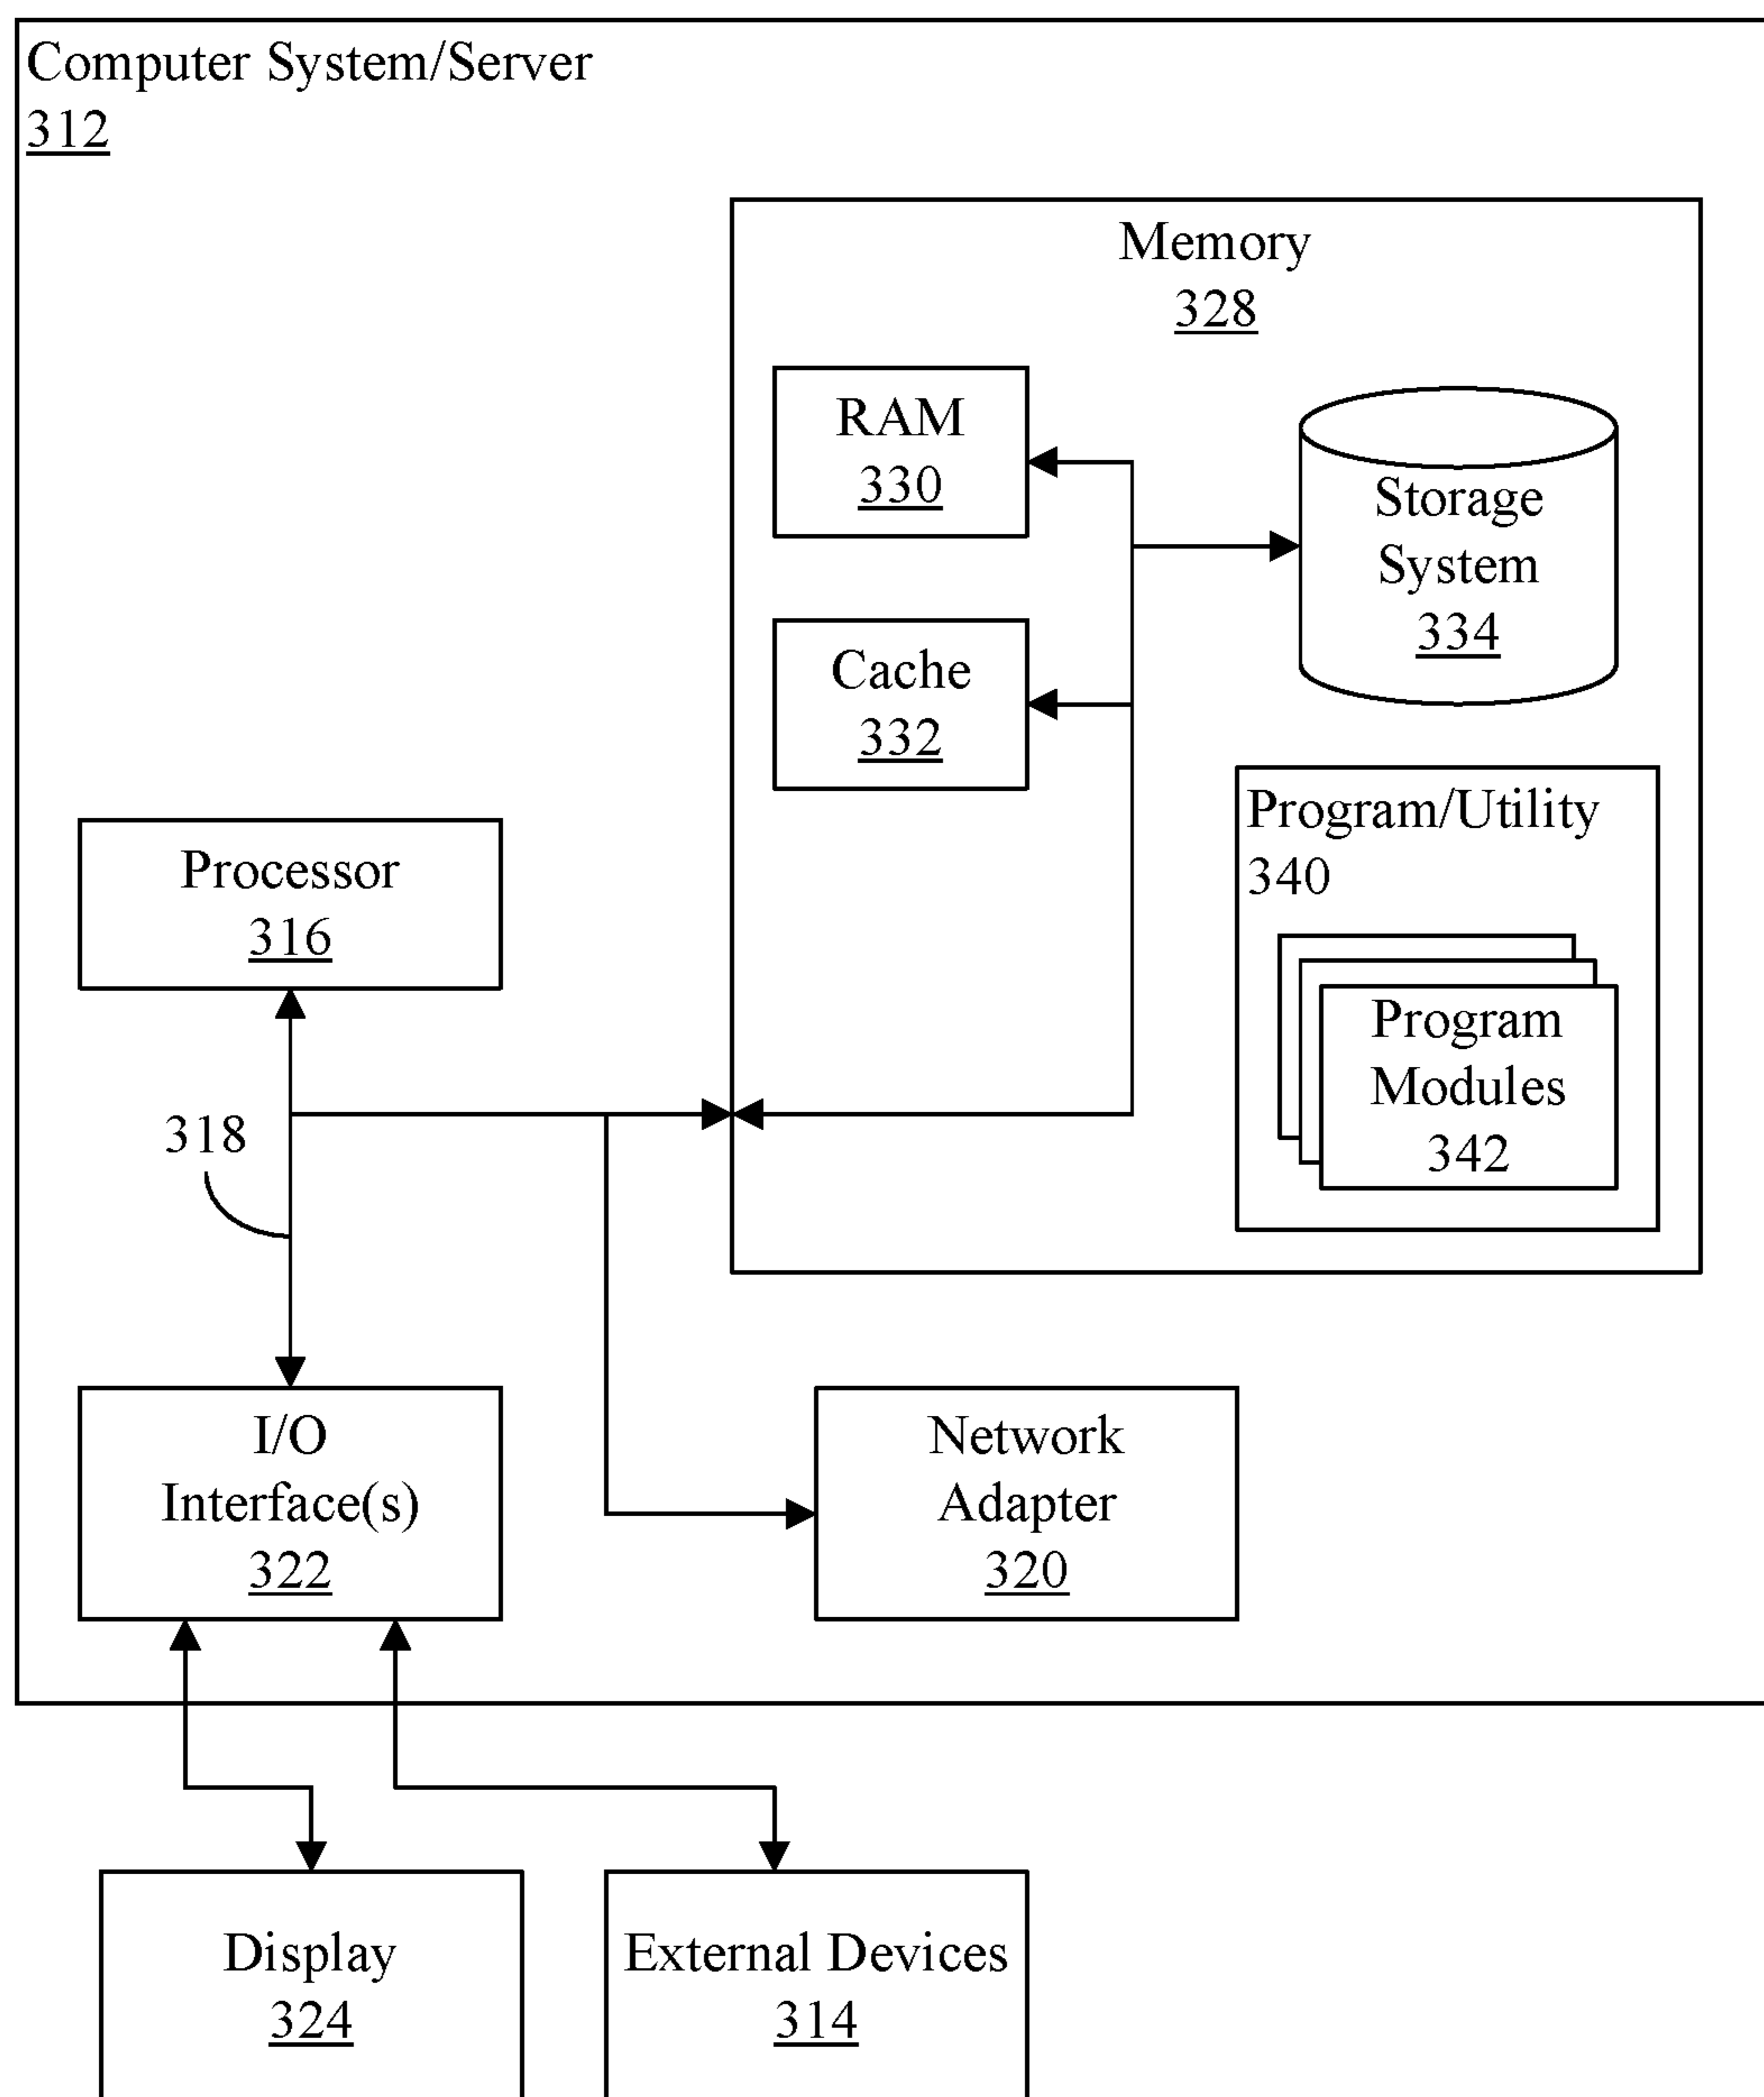 Computer System/Server
312
Memory
328
RAM
330
Storage
System
334
Cache
332
Program/Utility
340
Program
Modules
342
Processor
316
318
I/O
Interface(s)
322
Network
Adapter
320
Display
324
External Devices
314